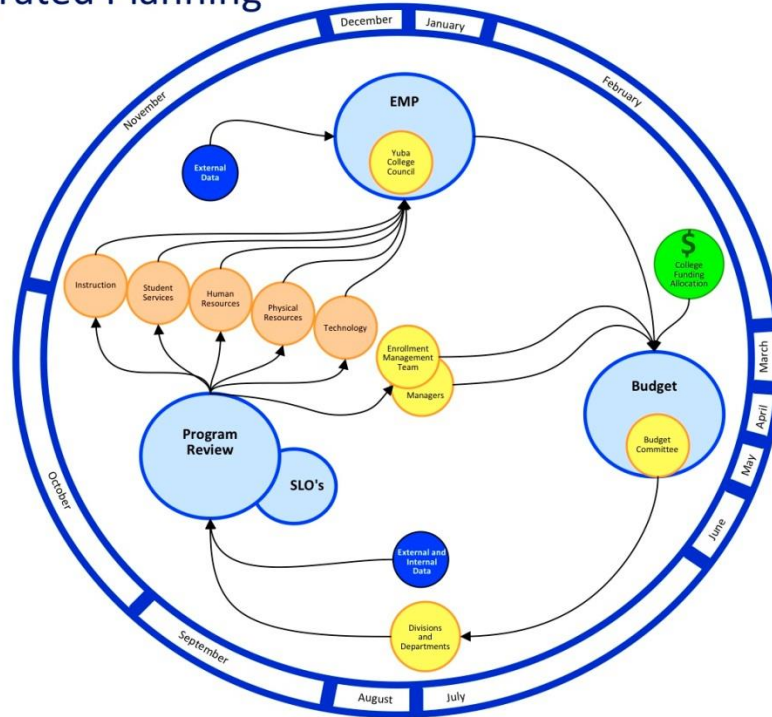 Planning
December
January
November
February
EMP
Yuba
College
Council
External
Data
$
College
Funding
Allocation
Instruction
Student
Services
Human
Resources
Physical
Resources
Technology
Enrollment
Management
Team
Managers
March
Budget
April
Budget
Committee
May
Program
Review
SLO's
October
June
External and
Internal
Data
Divisions
and
Departments
September
August
July